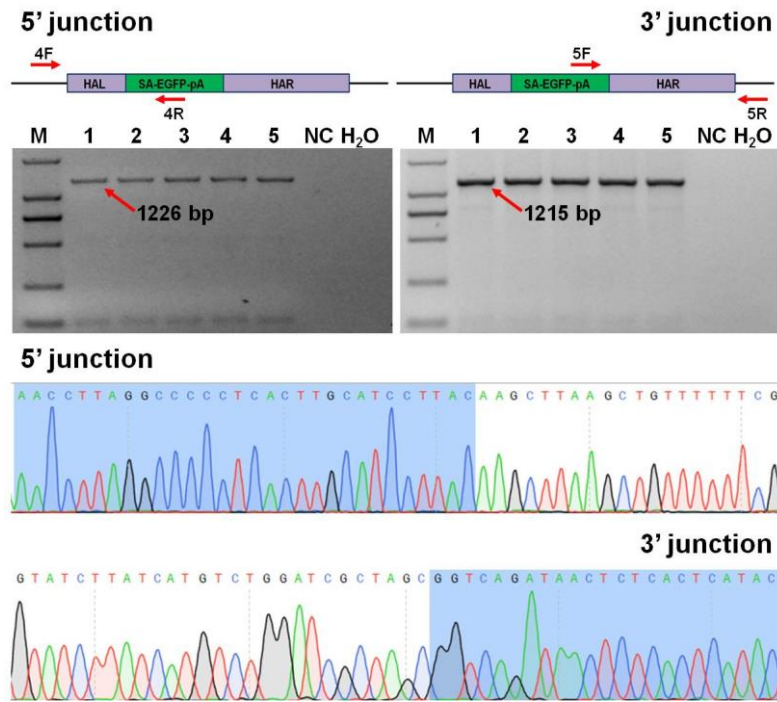 5' junction
3' junction
4F
HAL
SA-EGFP-pA
HAR
4R
5F
HAL
SA-EGFP-pA
HAR
5R
M 1 2 3 4 5 NC H₂O
1226 bp
M 1 2 3 4 5 NC H₂O
1215 bp
5' junction
AACCTTAGGCCCCCTCACTTGCATCCTTACAAGCTTAAGCTGTTTTTTCG
3' junction
GTATCTTATCATGTCTGGATCGCTAGCGGTCAGATAACTCTCACTCATAC